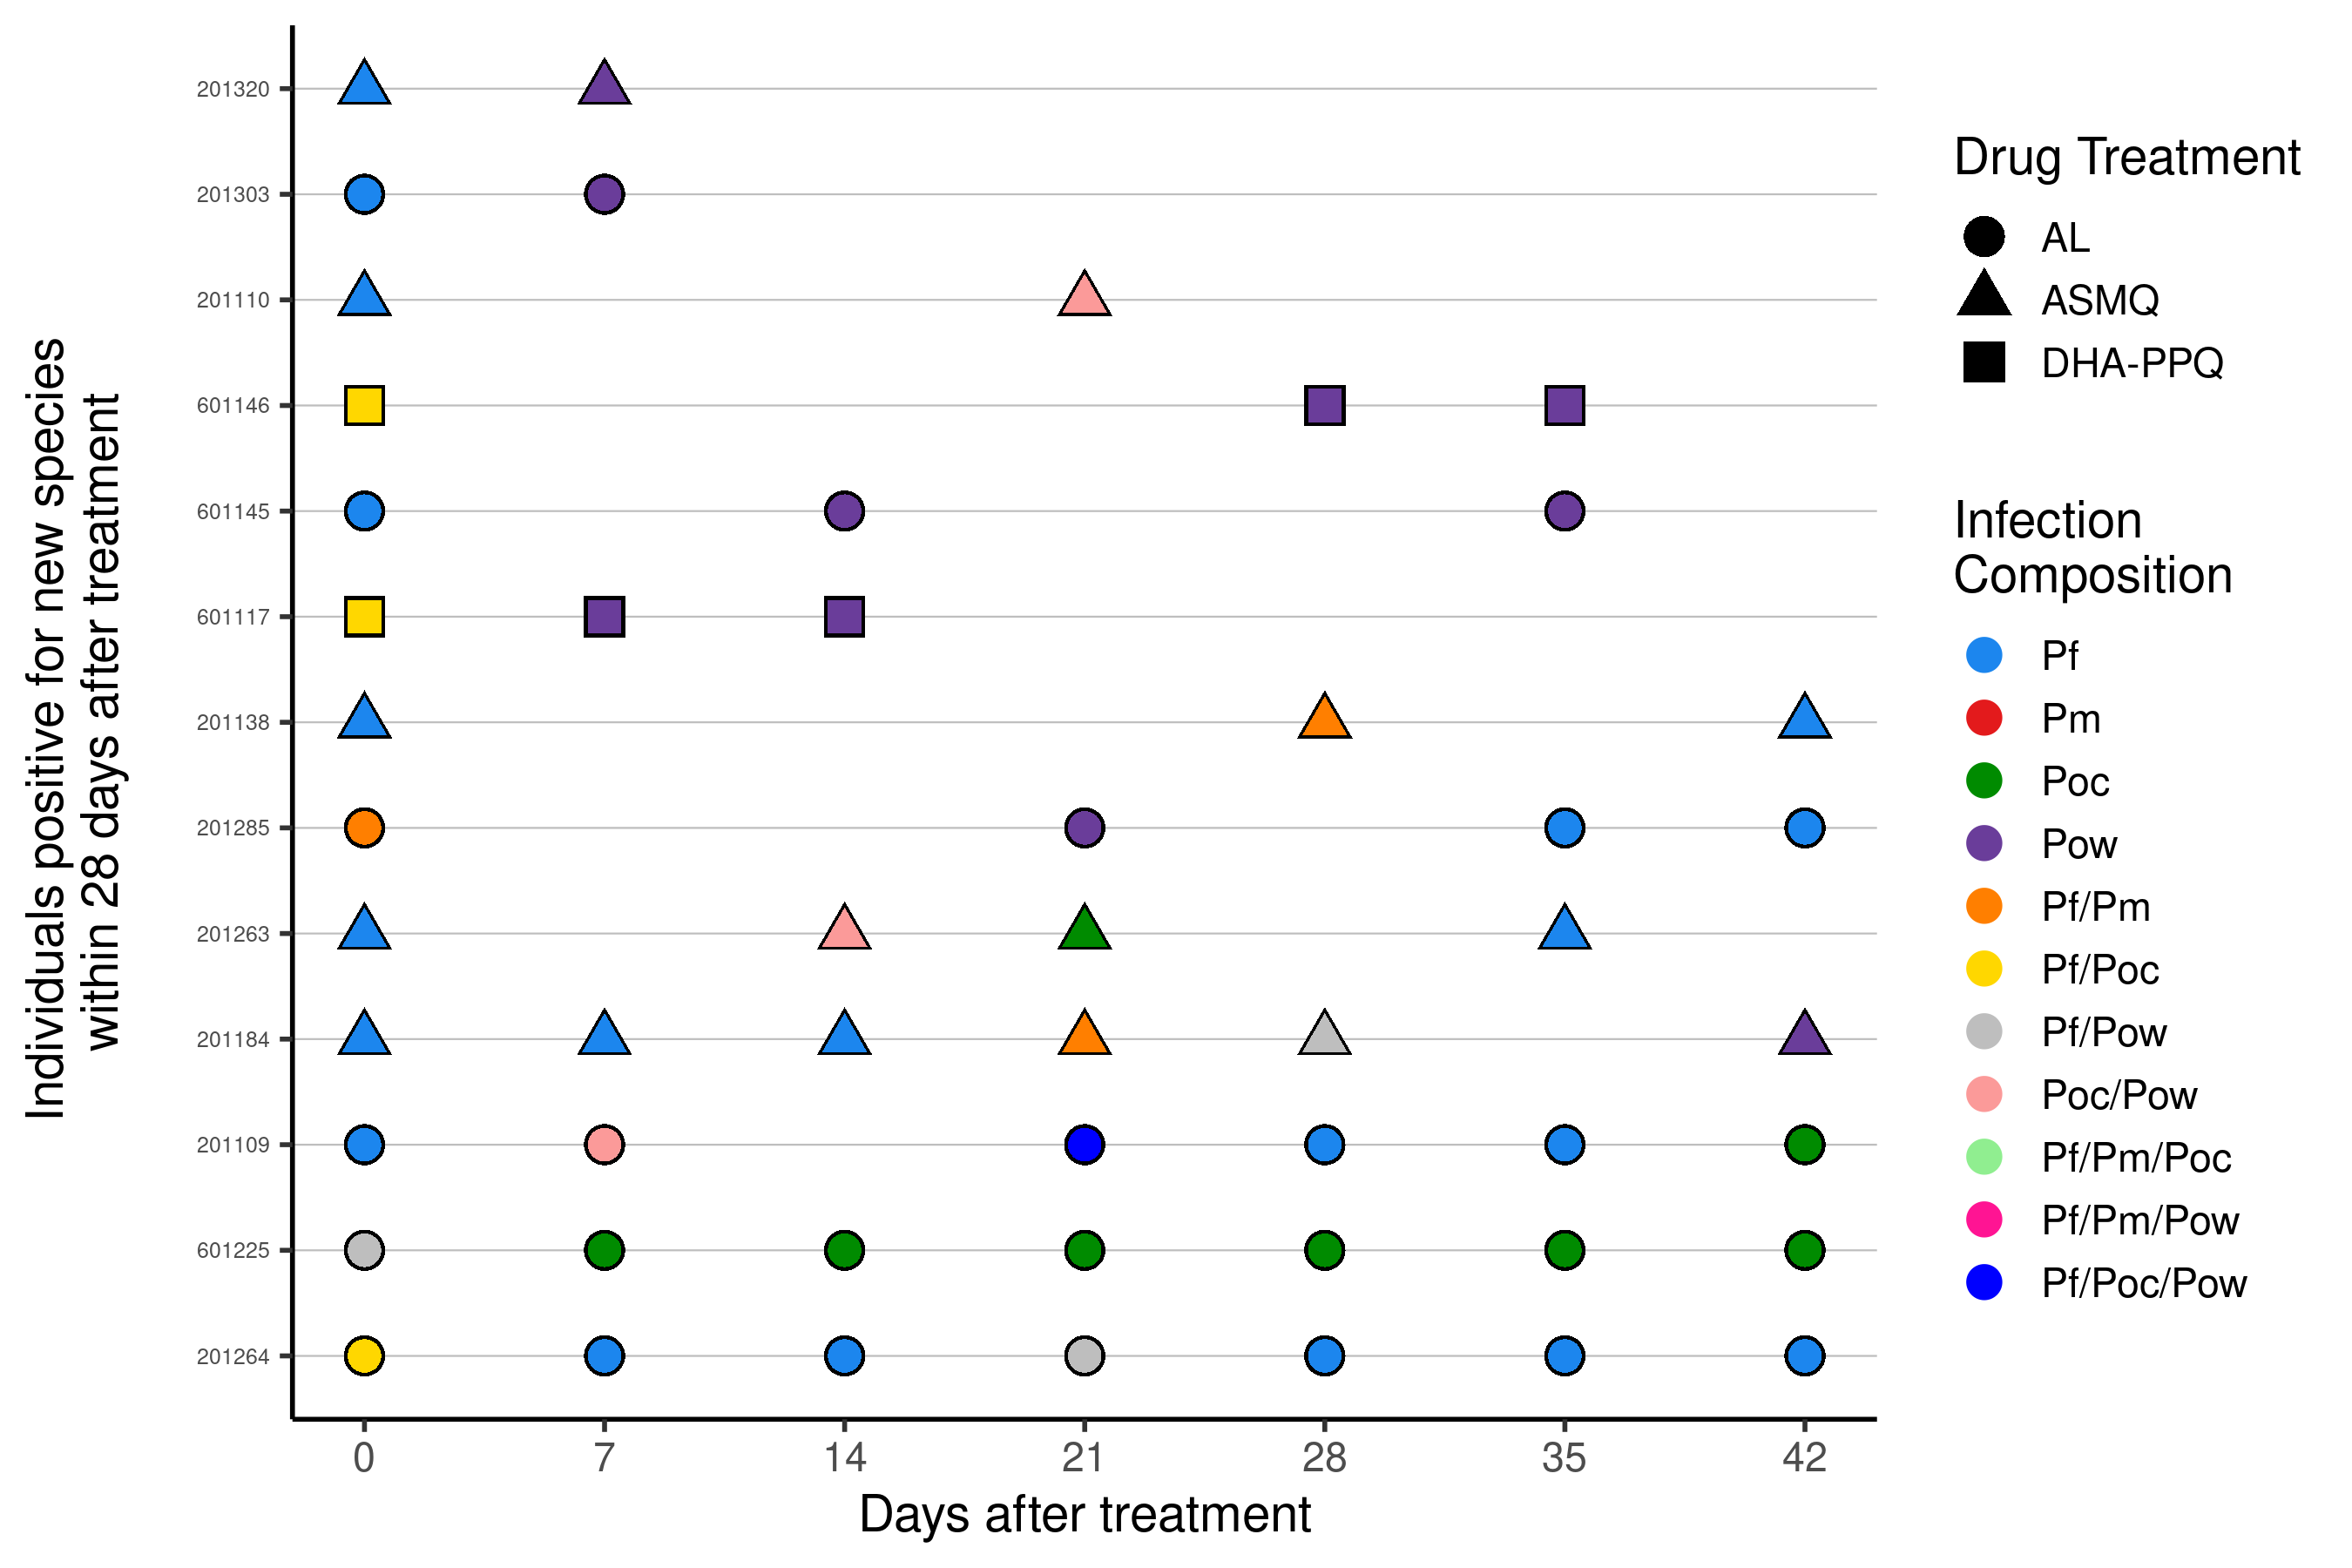 Individuals positive for new species
within 28 days after treatment
201320
201303
201110
601146
601145
601117
201138
201285
201263
201184
201109
601225
201264
0 7 14 21 28 35 42
Days after treatment
Drug Treatment
AL
ASMQ
DHA-PPQ
Infection
Composition
Pf
Pm
Poc
Pow
Pf/Pm
Pf/Poc
Pf/Pow
Poc/Pow
Pf/Pm/Poc
Pf/Pm/Pow
Pf/Poc/Pow